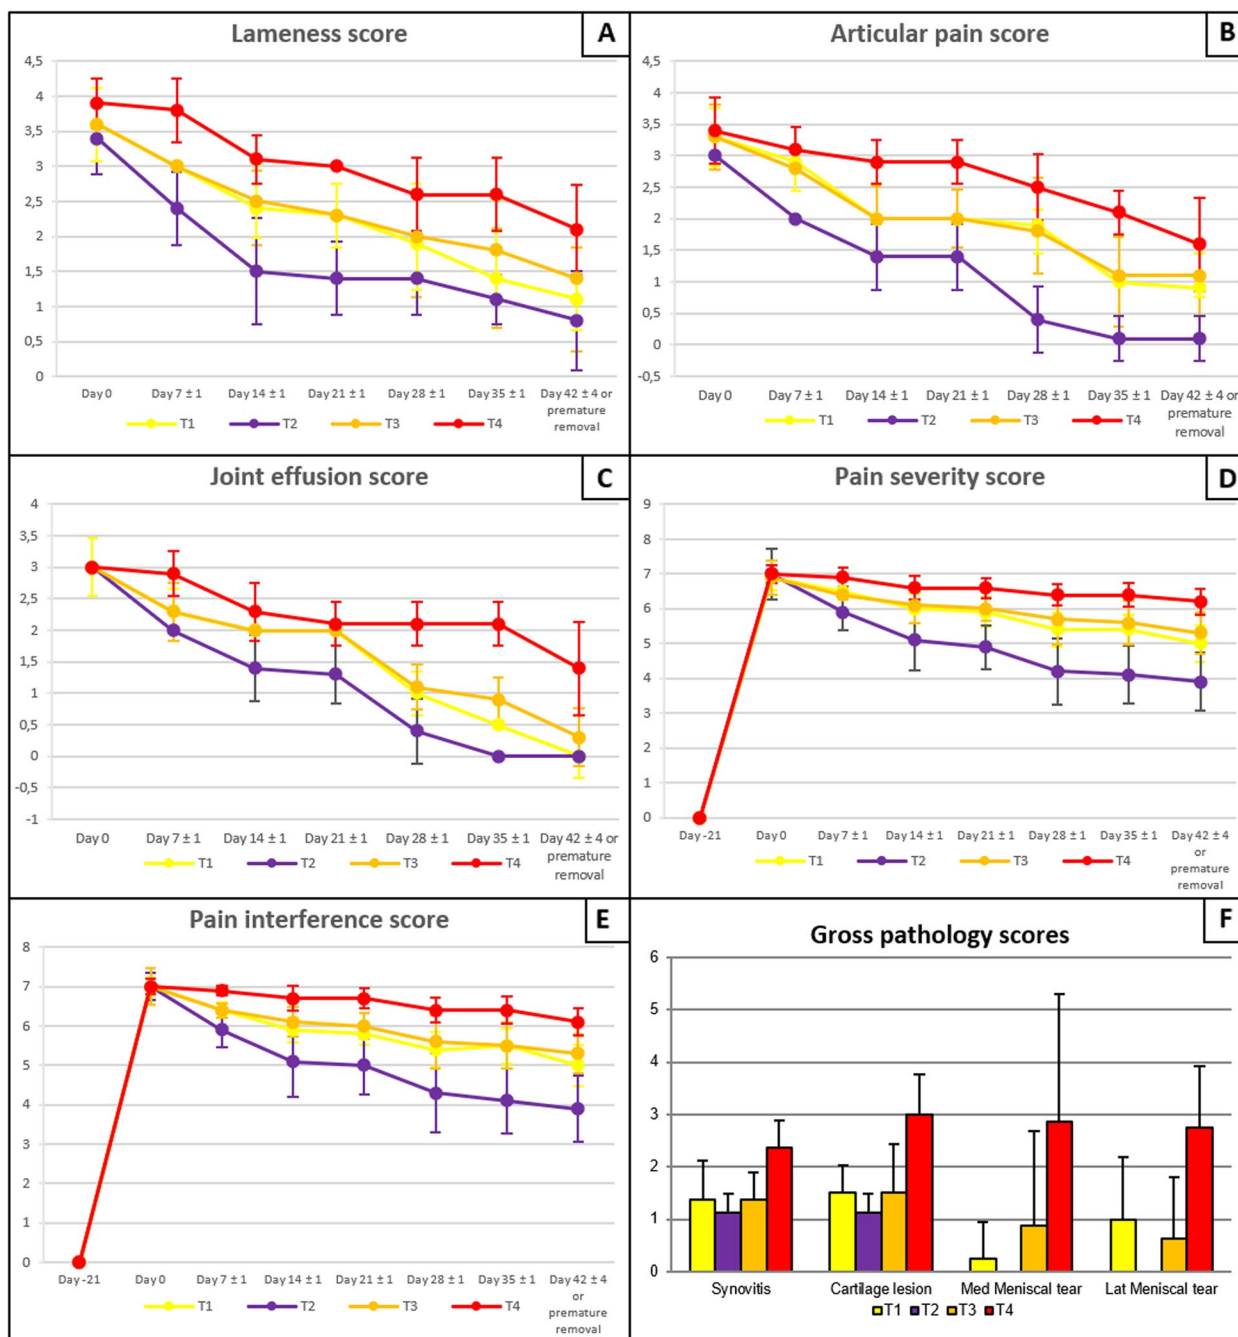 Lameness score
A
4,5
4
3,5
3
2,5
2
1,5
1
0,5
0
Day 0 Day 7 ± 1 Day 14 ± 1 Day 21 ± 1 Day 28 ± 1 Day 35 ± 1 Day 42 ± 4 or
premature
removal
T1 T2 T3 T4
Articular pain score
B
4,5
4
3,5
3
2,5
2
1,5
1
0,5
0
-0,5
Day 0 Day 7 ± 1 Day 14 ± 1 Day 21 ± 1 Day 28 ± 1 Day 35 ± 1 Day 42 ± 4 or
premature
removal
T1 T2 T3 T4
Joint effusion score
C
4
3,5
3
2,5
2
1,5
1
0,5
0
-0,5
-1
Day 0 Day 7 ± 1 Day 14 ± 1 Day 21 ± 1 Day 28 ± 1 Day 35 ± 1 Day 42 ± 4 or
premature
removal
T1 T2 T3 T4
Pain severity score
D
9
8
7
6
5
4
3
2
1
0
Day -21 Day 0 Day 7 ± 1 Day 14 ± 1 Day 21 ± 1 Day 28 ± 1 Day 35 ± 1 Day 42 ± 4
or
premature
removal
T1 T2 T3 T4
Pain interference score
E
8
7
6
5
4
3
2
1
0
Day -21 Day 0 Day 7 ± 1 Day 14 ± 1 Day 21 ± 1 Day 28 ± 1 Day 35 ± 1 Day 42 ± 4
or
premature
removal
T1 T2 T3 T4
Gross pathology scores
F
6
5
4
3
2
1
0
Synovitis Cartilage lesion Med Meniscal tear Lat Meniscal tear
T1 T2 T3 T4